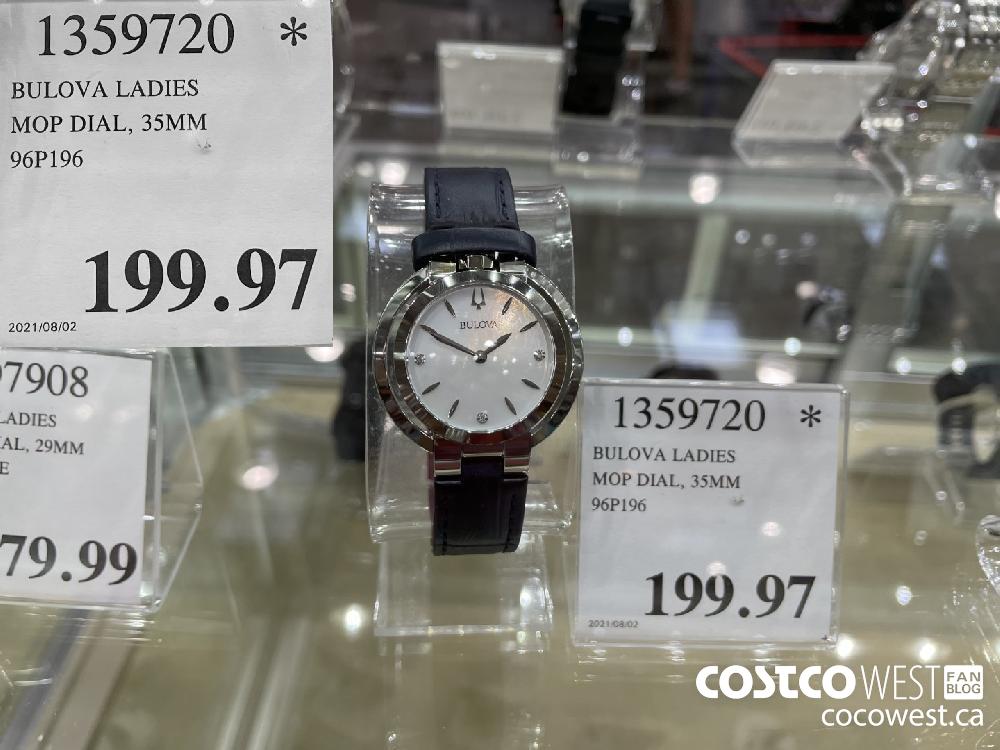 1359720 *
BULOVA LADIES
MOP DIAL, 35MM
96P196
199.97
2021/08/02
7908
LADIES
AL, 29MM
E
79.99
BULOVA
1359720 *
BULOVA LADIES
MOP DIAL, 35MM
96P196
199.97
2021/08/02
COSTCO WEST FAN BLOG
cocowest.ca